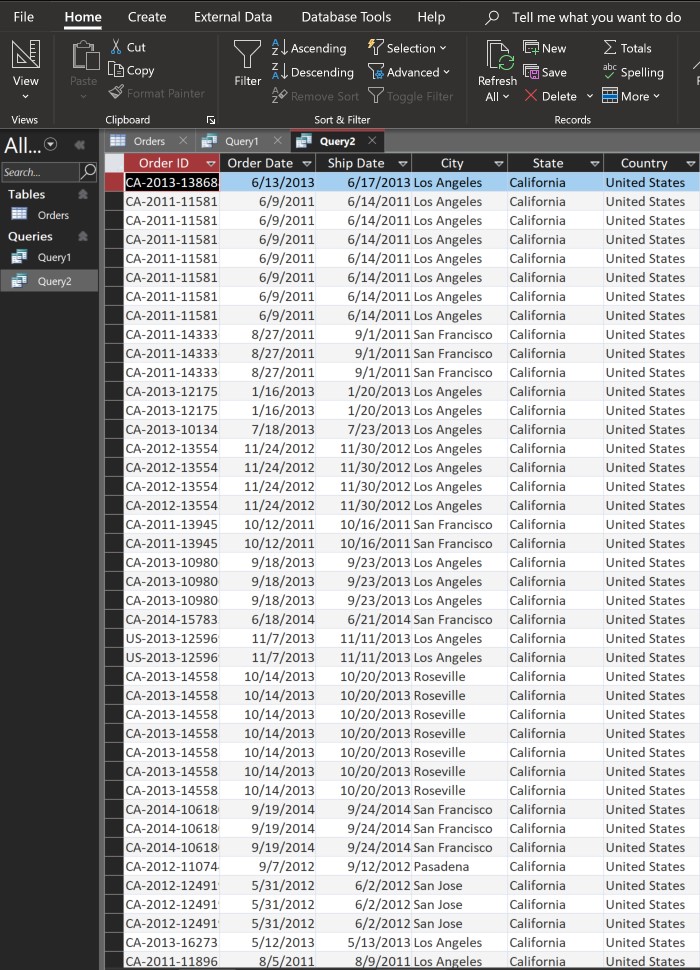 File Home Create External Data Database Tools Help Tell me what you want to do
View Paste Cut Copy Format Painter Filter Ascending Descending Remove Sort Selection Advanced Toggle Filter Refresh All New Save Delete Totals Spelling More
Views Clipboard Sort & Filter Records
All... Orders Query1 Query2
Search... Order ID Order Date Ship Date City State Country
Tables
Orders
Queries
Query1
Query2
CA-2013-13868 6/13/2013 6/17/2013 Los Angeles California United States
CA-2011-11581 6/9/2011 6/14/2011 Los Angeles California United States
CA-2011-11581 6/9/2011 6/14/2011 Los Angeles California United States
CA-2011-11581 6/9/2011 6/14/2011 Los Angeles California United States
CA-2011-11581 6/9/2011 6/14/2011 Los Angeles California United States
CA-2011-11581 6/9/2011 6/14/2011 Los Angeles California United States
CA-2011-11581 6/9/2011 6/14/2011 Los Angeles California United States
CA-2011-11581 6/9/2011 6/14/2011 Los Angeles California United States
CA-2011-14333 8/27/2011 9/1/2011 San Francisco California United States
CA-2011-14333 8/27/2011 9/1/2011 San Francisco California United States
CA-2011-14333 8/27/2011 9/1/2011 San Francisco California United States
CA-2013-12175 1/16/2013 1/20/2013 Los Angeles California United States
CA-2013-12175 1/16/2013 1/20/2013 Los Angeles California United States
CA-2013-10134 7/18/2013 7/23/2013 Los Angeles California United States
CA-2012-13554 11/24/2012 11/30/2012 Los Angeles California United States
CA-2012-13554 11/24/2012 11/30/2012 Los Angeles California United States
CA-2012-13554 11/24/2012 11/30/2012 Los Angeles California United States
CA-2012-13554 11/24/2012 11/30/2012 Los Angeles California United States
CA-2011-13945 10/12/2011 10/16/2011 San Francisco California United States
CA-2011-13945 10/12/2011 10/16/2011 San Francisco California United States
CA-2013-10980 9/18/2013 9/23/2013 Los Angeles California United States
CA-2013-10980 9/18/2013 9/23/2013 Los Angeles California United States
CA-2013-10980 9/18/2013 9/23/2013 Los Angeles California United States
CA-2014-15783 6/18/2014 6/21/2014 San Francisco California United States
US-2013-12596 11/7/2013 11/11/2013 Los Angeles California United States
US-2013-12596 11/7/2013 11/11/2013 Los Angeles California United States
CA-2013-14558 10/14/2013 10/20/2013 Roseville California United States
CA-2013-14558 10/14/2013 10/20/2013 Roseville California United States
CA-2013-14558 10/14/2013 10/20/2013 Roseville California United States
CA-2013-14558 10/14/2013 10/20/2013 Roseville California United States
CA-2013-14558 10/14/2013 10/20/2013 Roseville California United States
CA-2013-14558 10/14/2013 10/20/2013 Roseville California United States
CA-2013-14558 10/14/2013 10/20/2013 Roseville California United States
CA-2014-10618 9/19/2014 9/24/2014 San Francisco California United States
CA-2014-10618 9/19/2014 9/24/2014 San Francisco California United States
CA-2014-10618 9/19/2014 9/24/2014 San Francisco California United States
CA-2012-11074 9/7/2012 9/12/2012 Pasadena California United States
CA-2012-12491 5/31/2012 6/2/2012 San Jose California United States
CA-2012-12491 5/31/2012 6/2/2012 San Jose California United States
CA-2012-12491 5/31/2012 6/2/2012 San Jose California United States
CA-2013-16273 5/12/2013 5/13/2013 Los Angeles California United States
CA-2011-11896 8/5/2011 8/9/2011 Los Angeles California United States